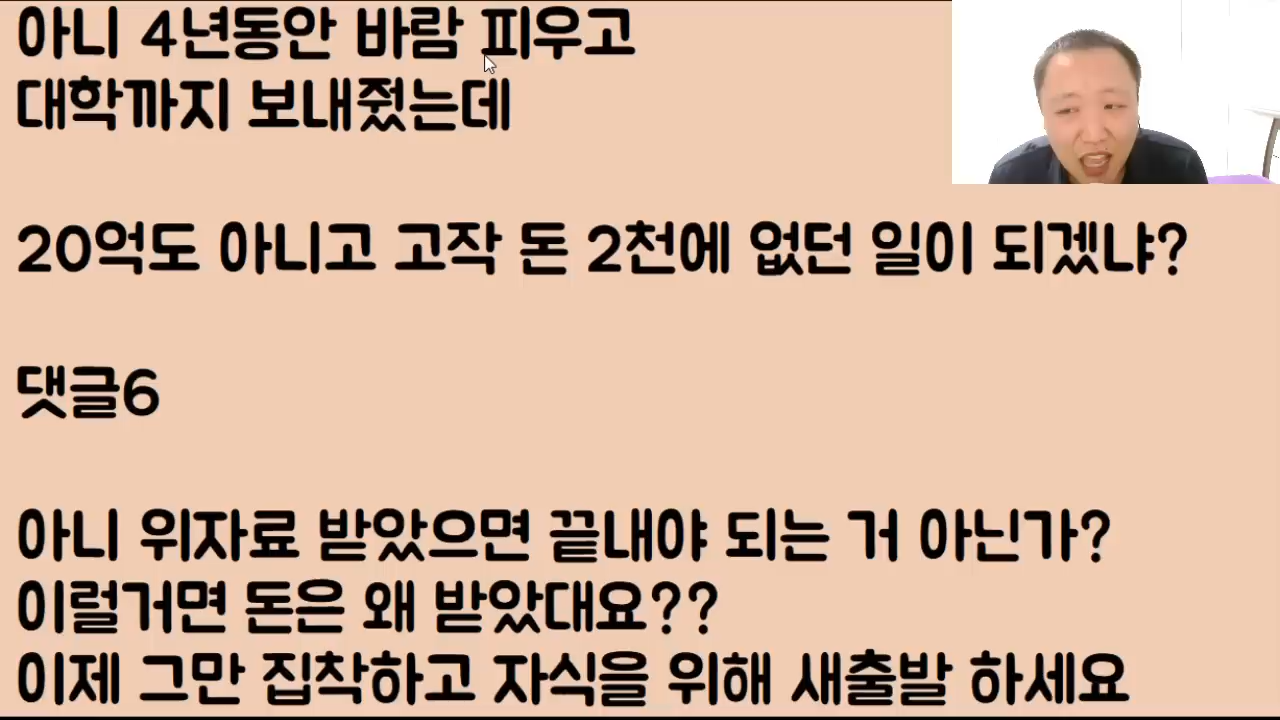 아니 4년동안 바람 피우고
대학까지 보내줬는데
20억도 아니고 고작 돈 2천에 없던 일이 되겠냐?
댓글6
아니 위자료 받았으면 끝내야 되는 거 아닌가?
이럴거면 돈은 왜 받았대요??
이제 그만 집착하고 자식을 위해 새출발 하세요